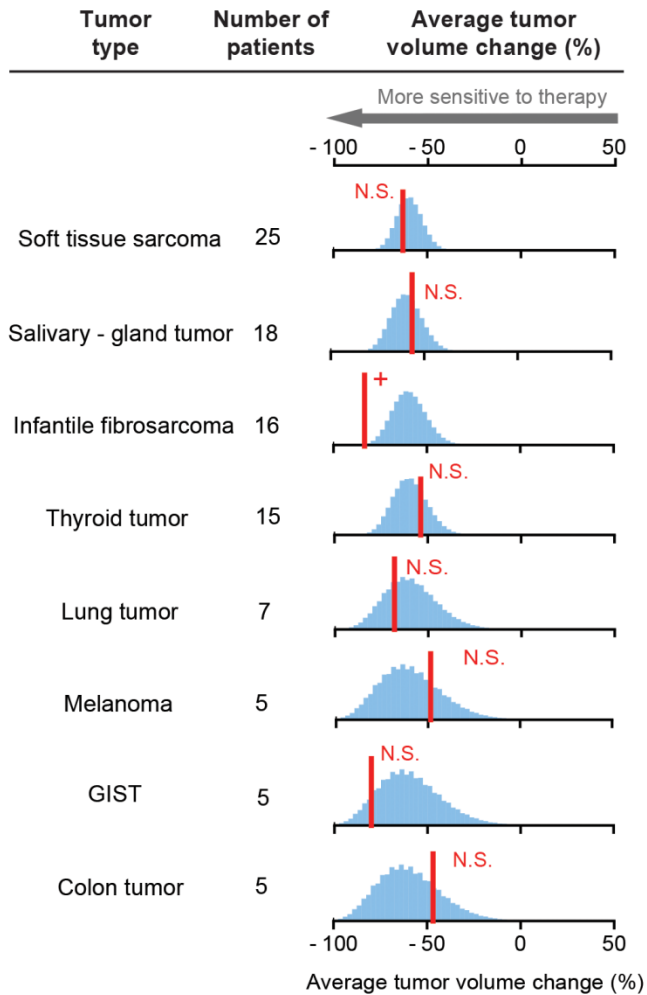 Tumor type Number of patients Average tumor volume change (%)
More sensitive to therapy
- 100 - 50 0 50
N.S.
Soft tissue sarcoma 25
N.S.
Salivary - gland tumor 18
+
Infantile fibrosarcoma 16
N.S.
Thyroid tumor 15
N.S.
Lung tumor 7
N.S.
Melanoma 5
N.S.
GIST 5
N.S.
Colon tumor 5
- 100 - 50 0 50
Average tumor volume change (%)